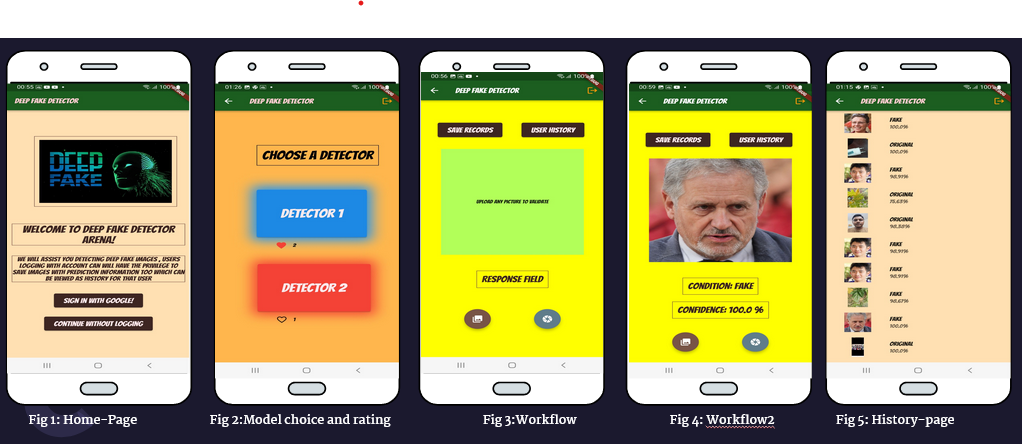 00:55
100%
DEEP FAKE DETECTOR
DEEP
FAKE
WELCOME TO DEEP FAKE DETECTOR
ARENA!
WE WILL ASSIST YOU DETECTING DEEP FAKE IMAGES , USERS
LOGGING WITH ACCOUNT CAN WILL HAVE THE PRIVILEGE TO
SAVE IMAGES WITH PREDICTION INFORMATION TOO WHICH CAN
BE VIEWED AS HISTORY FOR THAT USER
SIGN IN WITH GOOGLE!
CONTINUE WITHOUT LOGGING
Fig 1: Home-Page
01:26
100%
DEEP FAKE DETECTOR
CHOOSE A DETECTOR
DETECTOR 1
2
DETECTOR 2
1
Fig 2:Model choice and rating
00:56
100%
DEEP FAKE DETECTOR
SAVE RECORDS
USER HISTORY
UPLOAD ANY PICTURE TO VALIDATE
RESPONSE FIELD
Fig 3:Workflow
00:59
100%
DEEP FAKE DETECTOR
SAVE RECORDS
USER HISTORY
CONDITION: FAKE
CONFIDENCE: 100.0 %
Fig 4: Workflow2
01:15
100%
DEEP FAKE DETECTOR
FAKE
100.0%
ORIGINAL
100.0%
FAKE
98.91%
ORIGINAL
ORIGINAL
FAKE
98.91%
FAKE
98.91%
ORIGINAL
FAKE
100.0%
ORIGINAL
100.0%
Fig 5: History-page